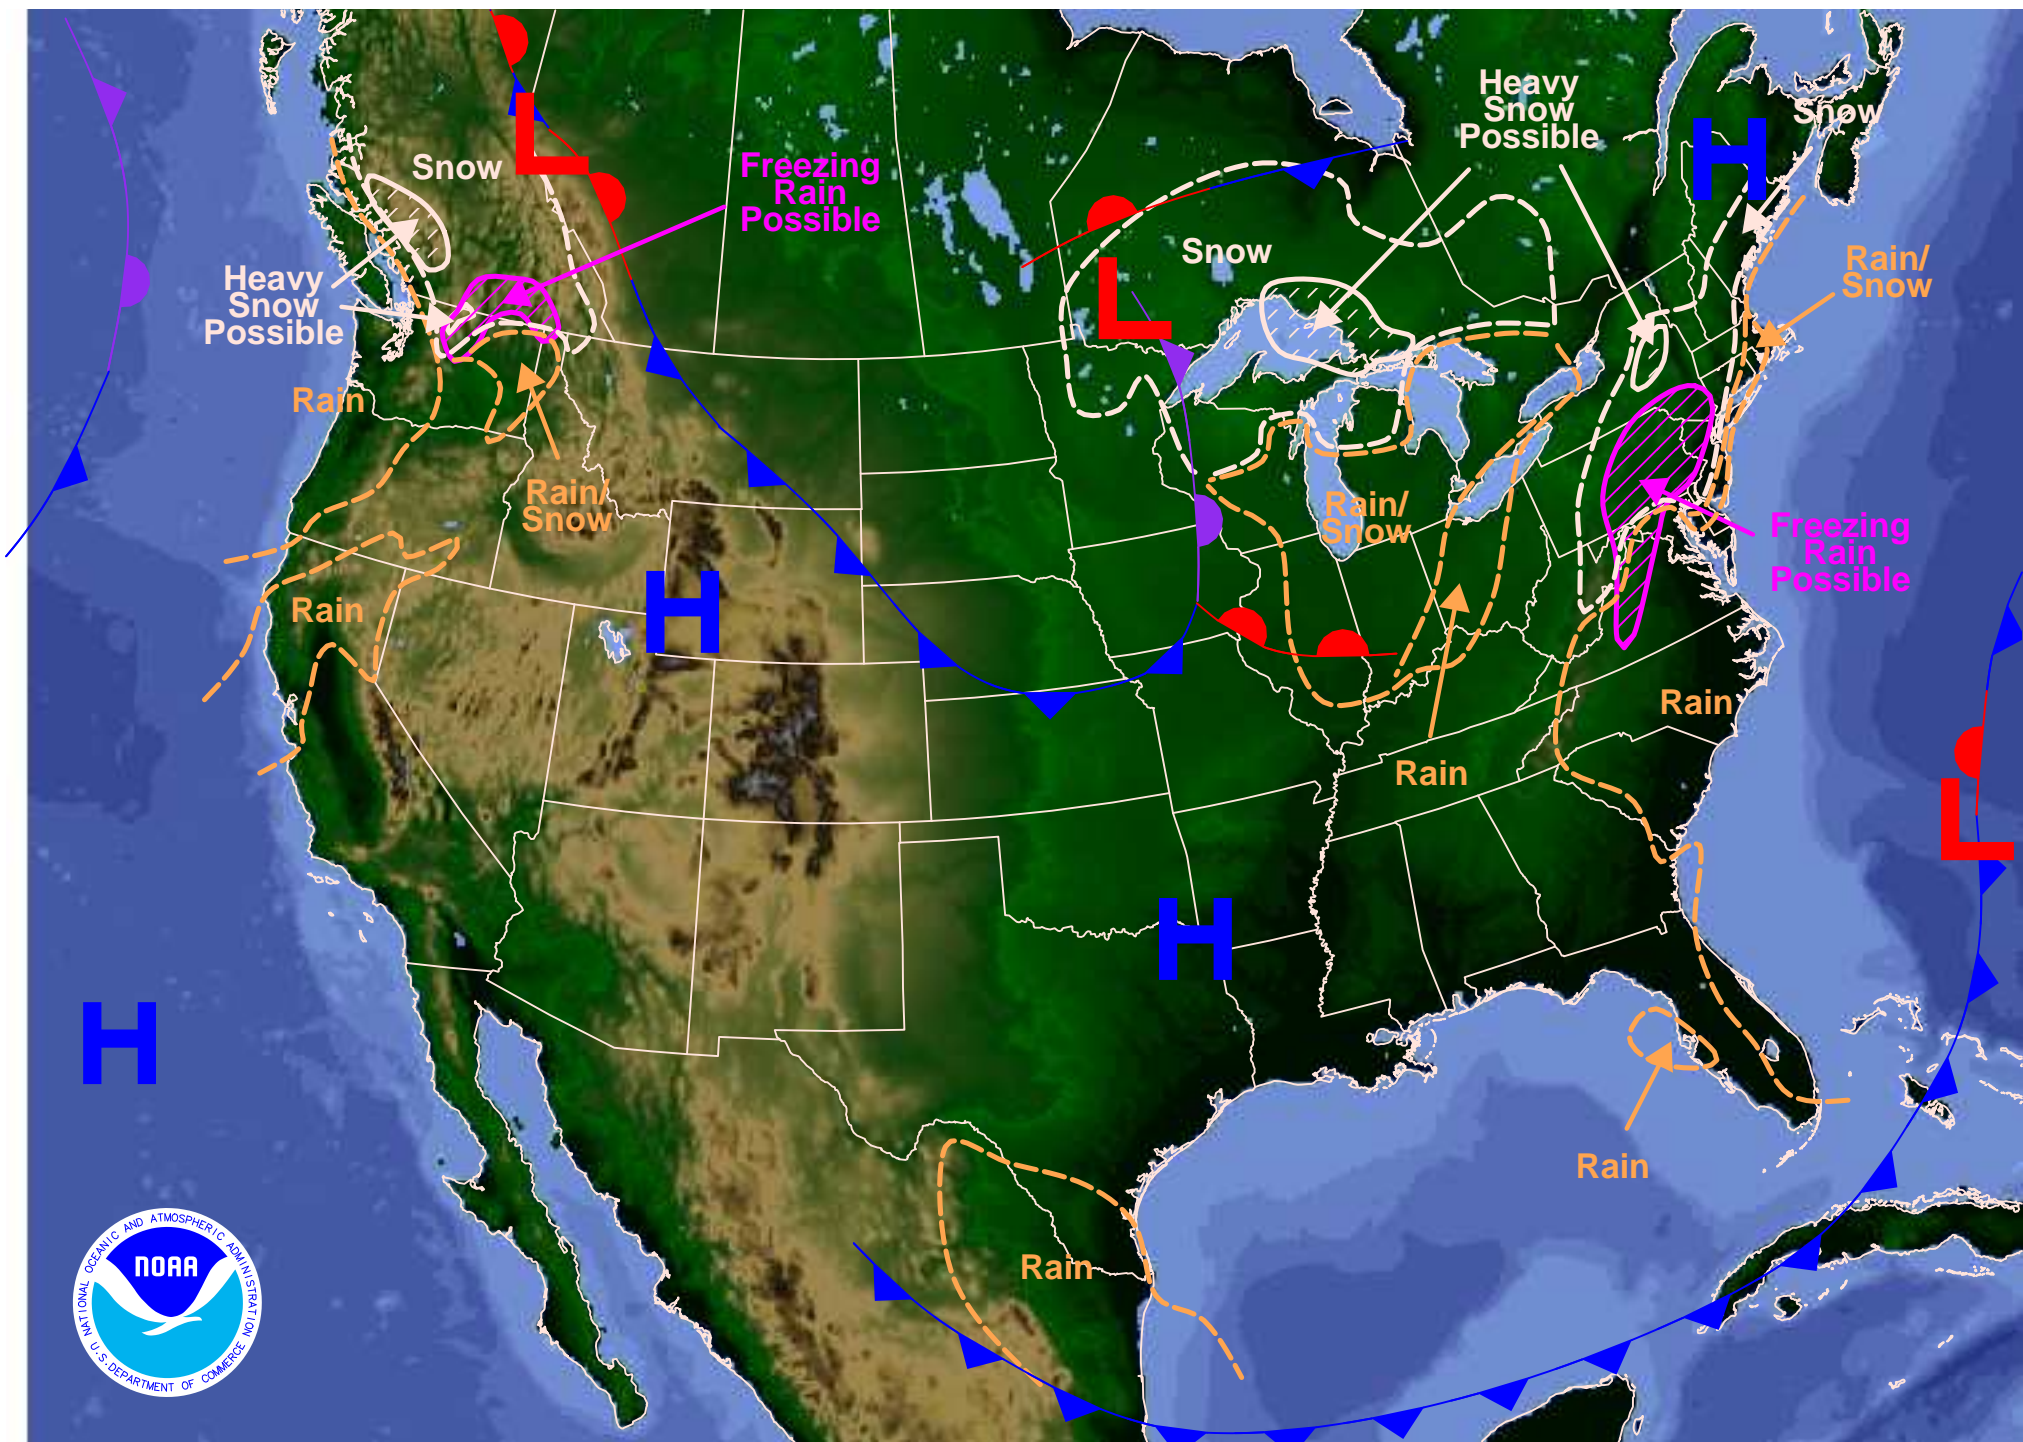 Heavy
Snow
Possible
Snow
H
L
Snow
Freezing
Rain
Possible
Snow
L
Rain/
Snow
Heavy
Snow
Possible
Rain
Rain/
Snow
Rain/
Snow
Freezing
Rain
Possible
H
Rain
Rain
Rain
L
H
H
Rain
Rain
NATIONAL OCEANIC AND ATMOSPHERIC ADMINISTRATION
NOAA
U.S. DEPARTMENT OF COMMERCE